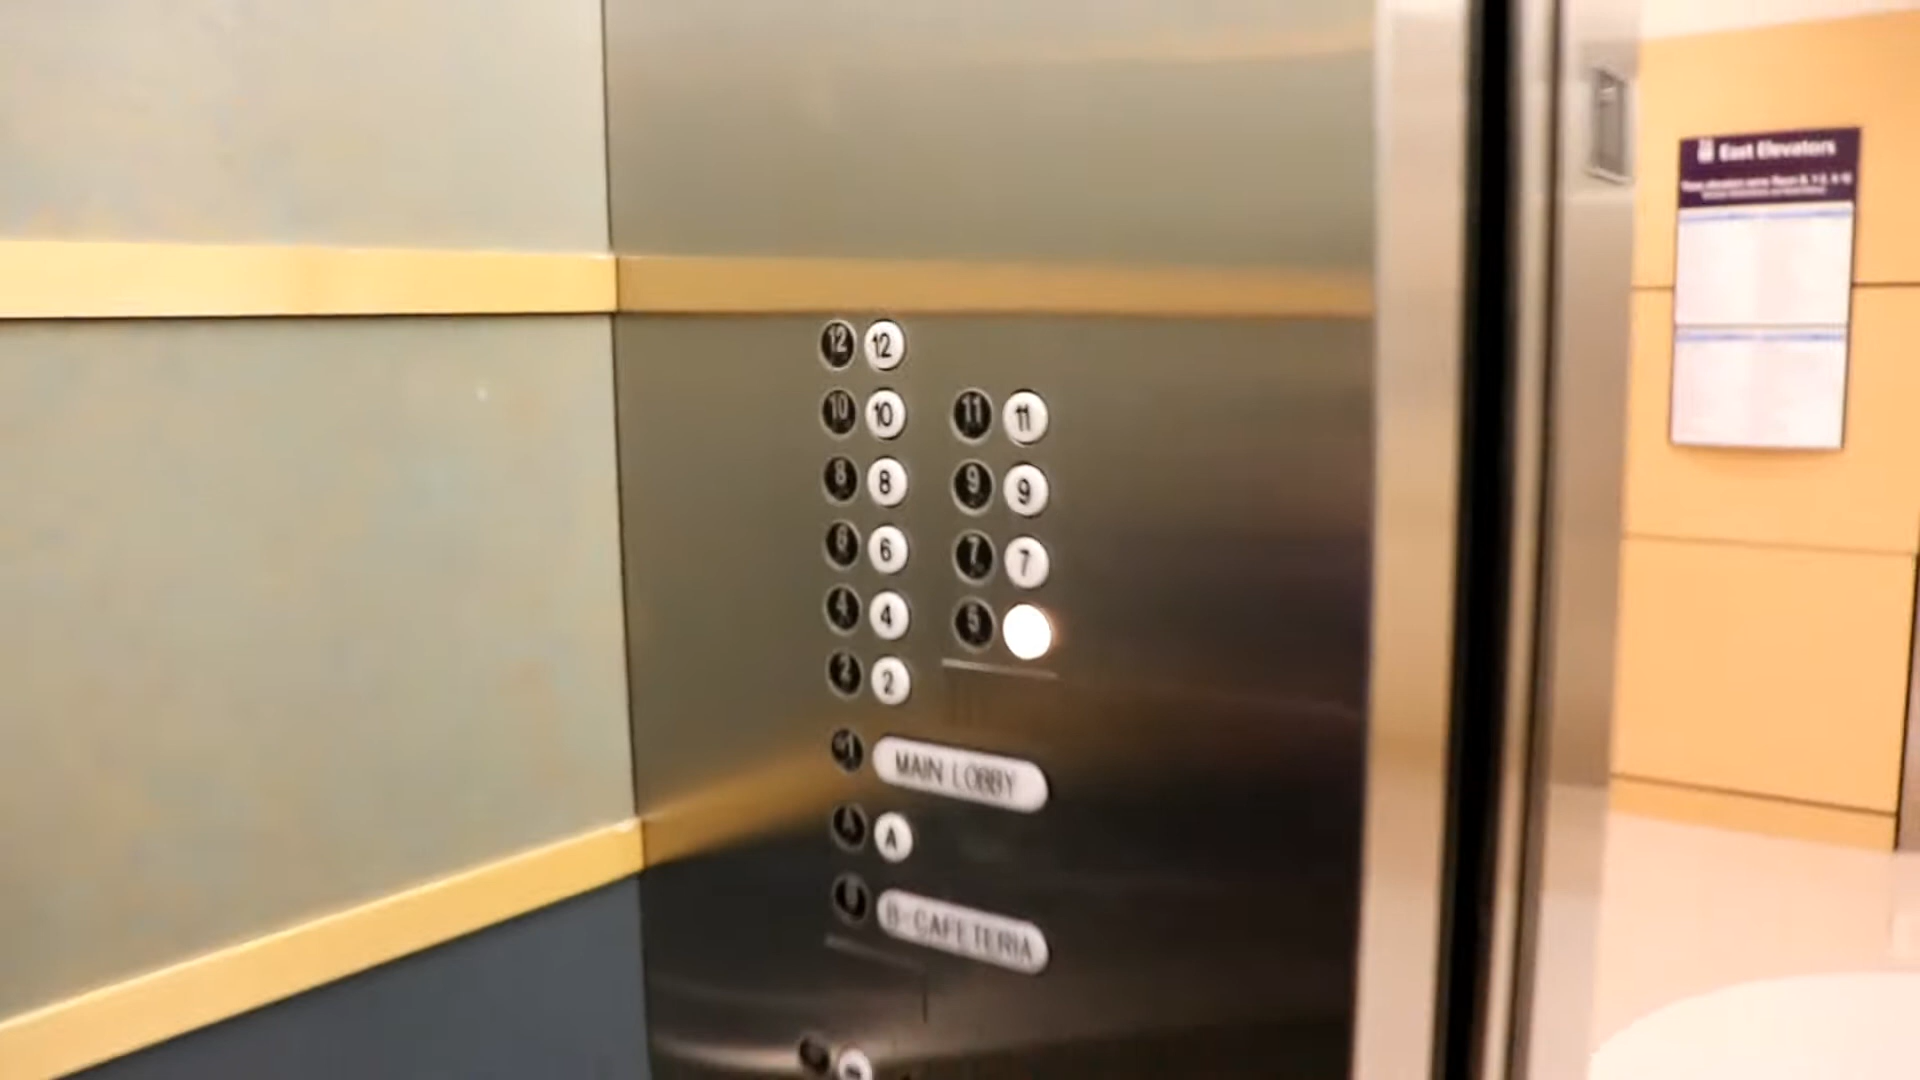 12 12
10 10 11 11
8 8 9 9
6 6 7 7
4 4 5
2 2
1 MAIN LOBBY
A A
B-CAFETERIA
East Elevators